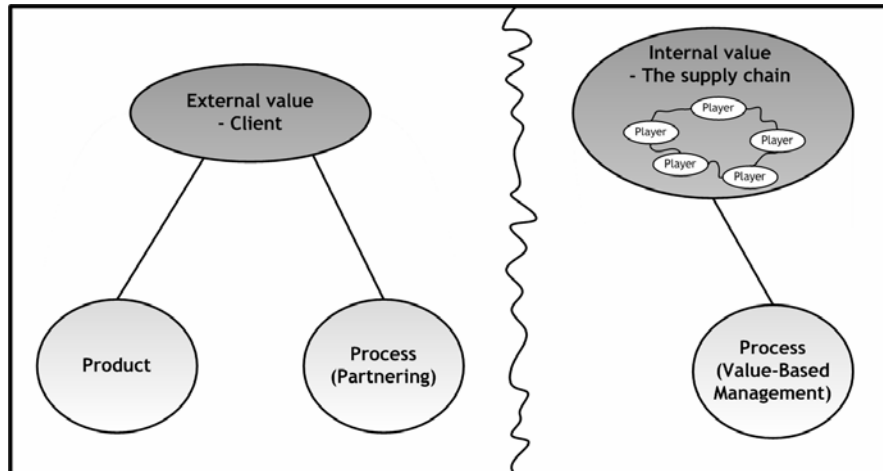 External value
- Client
Product
Process
(Partnering)
Internal value
- The supply chain
Player
Player
Player
Player
Player
Process
(Value-Based
Management)